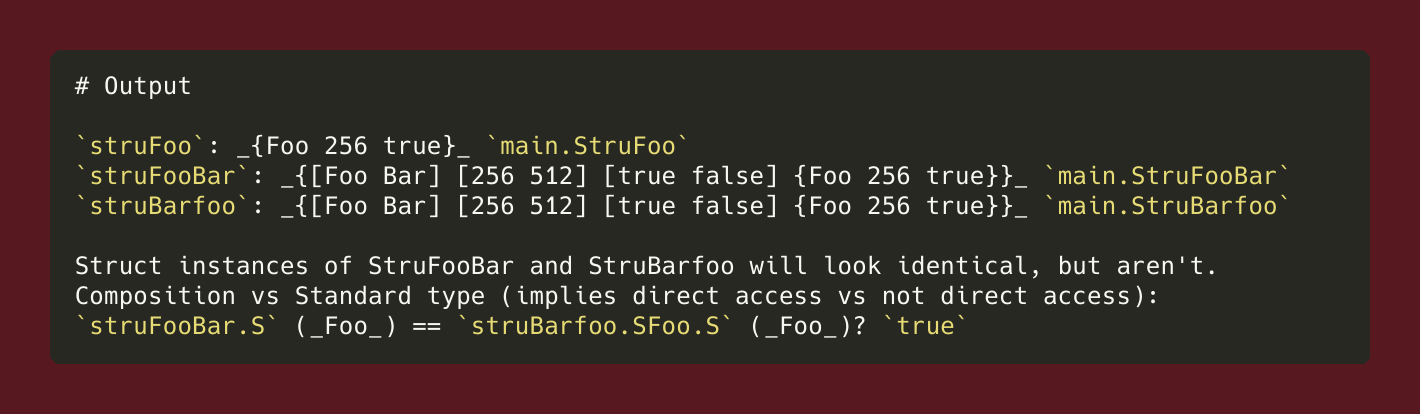 # Output
`struFoo`: _{Foo 256 true}_ `main.StruFoo`
`struFooBar`: _{[Foo Bar] [256 512] [true false] {Foo 256 true}}_ `main.StruFooBar`
`struBarfoo`: _{[Foo Bar] [256 512] [true false] {Foo 256 true}}_ `main.StruBarfoo`
Struct instances of StruFooBar and StruBarfoo will look identical, but aren't.
Composition vs Standard type (implies direct access vs not direct access):
`struFooBar.S` (_Foo_) == `struBarfoo.SFoo.S` (_Foo_)? `true`